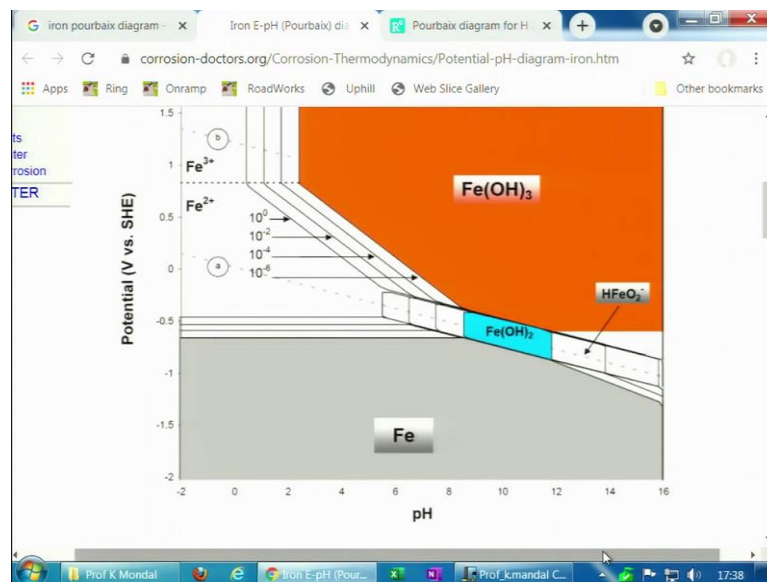 iron pourbaix diagram -
Iron E-pH (Pourbaix) dia
Pourbaix diagram for H
corrosion-doctors.org/Corrosion-Thermodynamics/Potential-pH-diagram-iron.htm
Apps Ring Onramp RoadWorks Uphill Web Slice Gallery Other bookmarks
ts
ter
rosion
TER
Potential (V vs. SHE)
1.5
1
0.5
0
-0.5
-1
-1.5
-2
b
Fe³⁺
Fe²⁺
a
10⁰
10⁻²
10⁻⁴
10⁻⁶
Fe(OH)₃
HFeO₂⁻
Fe(OH)₂
Fe
-2 0 2 4 6 8 10 12 14 16
pH
Prof K Mondal
Iron E-pH (Pour...
Prof_k.mandal C...
17:38